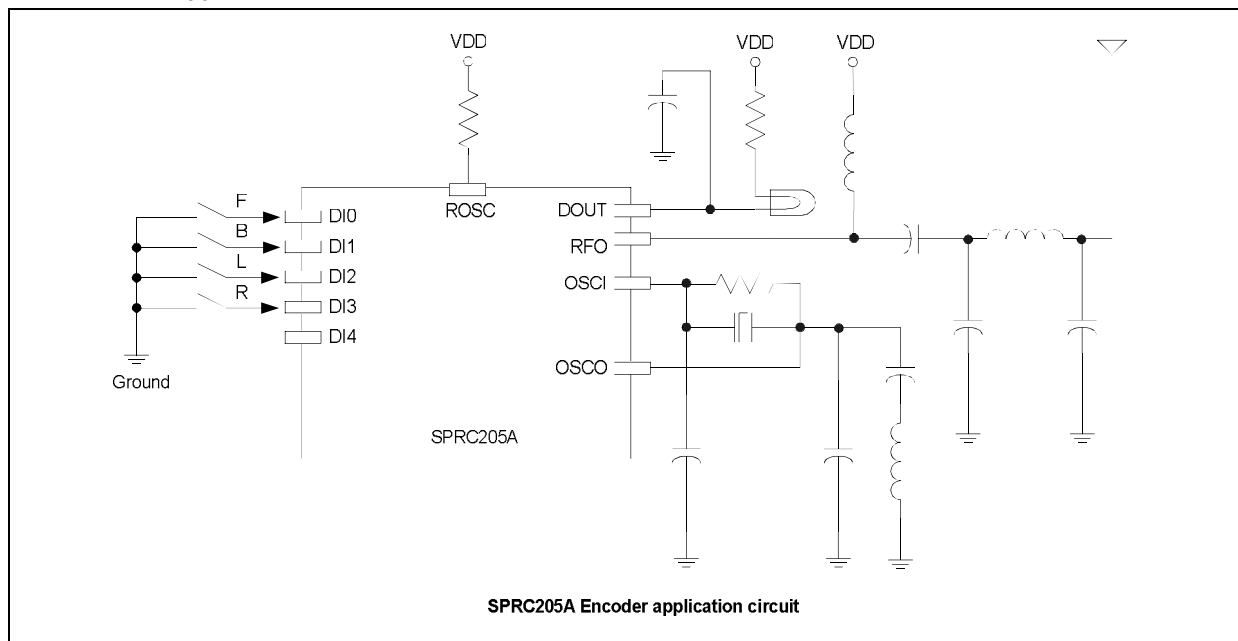 VDD
VDD
VDD
F
DI0
ROSC
DOUT
B
DI1
RFO
L
DI2
OSCI
R
DI3
DI4
OSCO
Ground
SPRC205A
SPRC205A Encoder application circuit